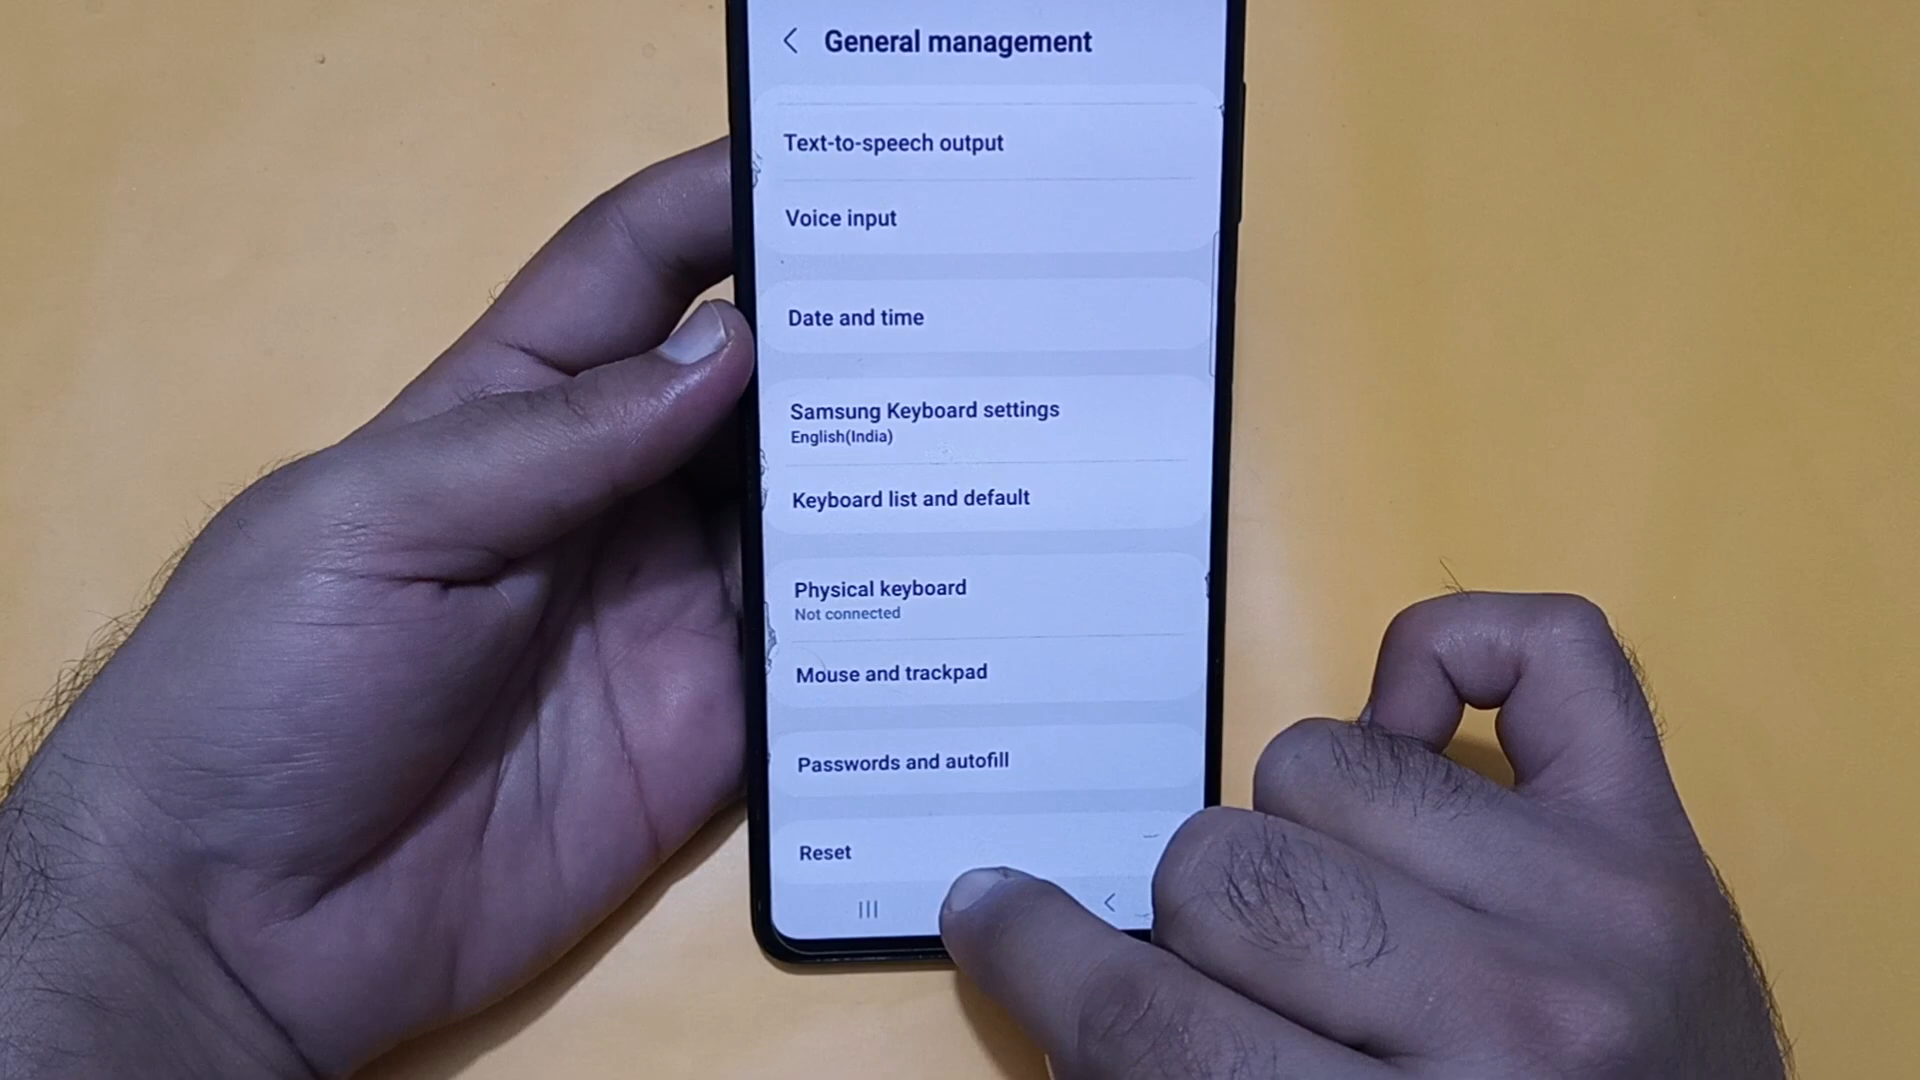 General management
Text-to-speech output
Voice input
Date and time
Samsung Keyboard settings
English(India)
Keyboard list and default
Physical keyboard
Not connected
Mouse and trackpad
Passwords and autofill
Reset